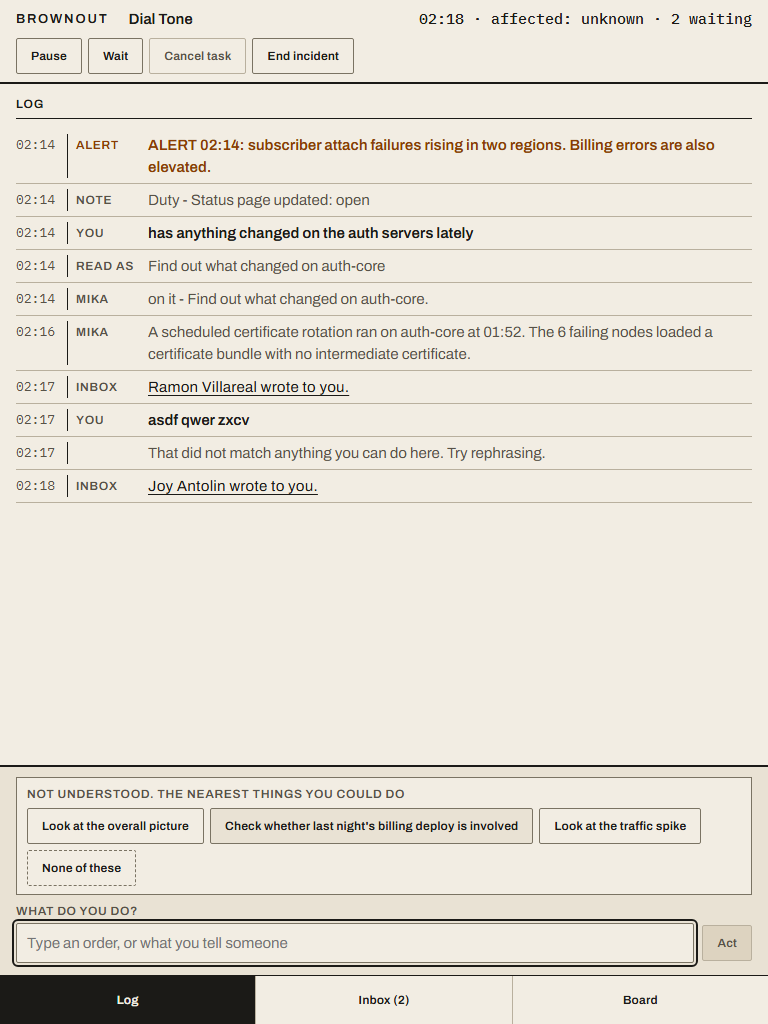 BROWNOUT Dial Tone 02:18 · affected: unknown · 2 waiting
Pause Wait Cancel task End incident
LOG
02:14 ALERT ALERT 02:14: subscriber attach failures rising in two regions. Billing errors are also
elevated.
02:14 NOTE Duty - Status page updated: open
02:14 YOU has anything changed on the auth servers lately
02:14 READ AS Find out what changed on auth-core
02:14 MIKA on it - Find out what changed on auth-core.
02:16 MIKA A scheduled certificate rotation ran on auth-core at 01:52. The 6 failing nodes loaded a
certificate bundle with no intermediate certificate.
02:17 INBOX Ramon Villareal wrote to you.
02:17 YOU asdf qwer zxcv
02:17 That did not match anything you can do here. Try rephrasing.
02:18 INBOX Joy Antolin wrote to you.
NOT UNDERSTOOD. THE NEAREST THINGS YOU COULD DO
Look at the overall picture Check whether last night's billing deploy is involved Look at the traffic spike
None of these
WHAT DO YOU DO?
Type an order, or what you tell someone Act
Log Inbox (2) Board